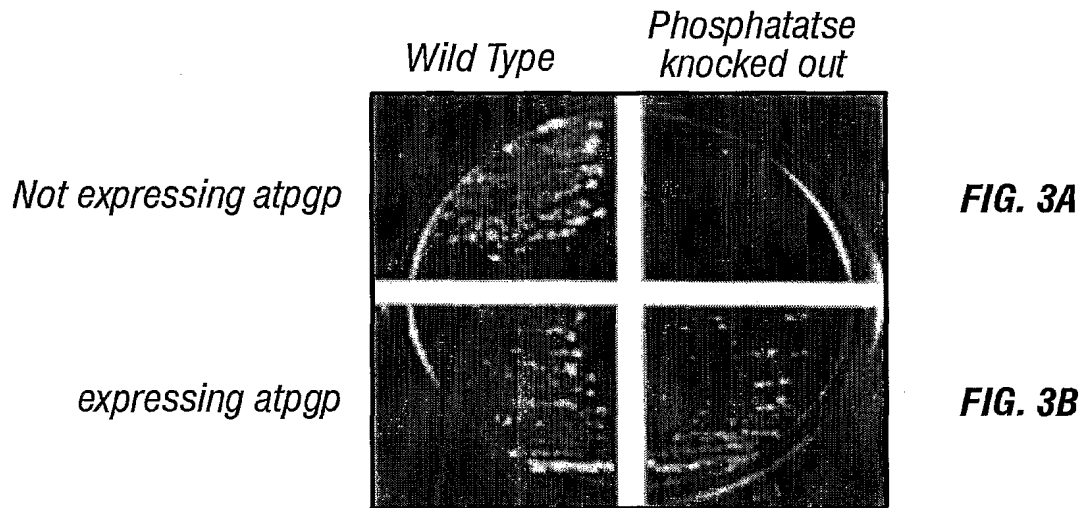 Wild Type
Phosphatatse
knocked out
Not expressing atpgp
FIG. 3A
expressing atpgp
FIG. 3B